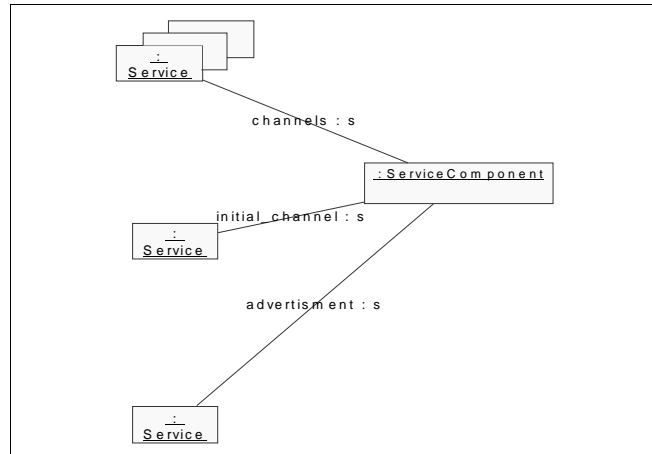 :
Service
channels : s
:ServiceComponent
initial_channel : s
:
Service
advertisment : s
:
Service